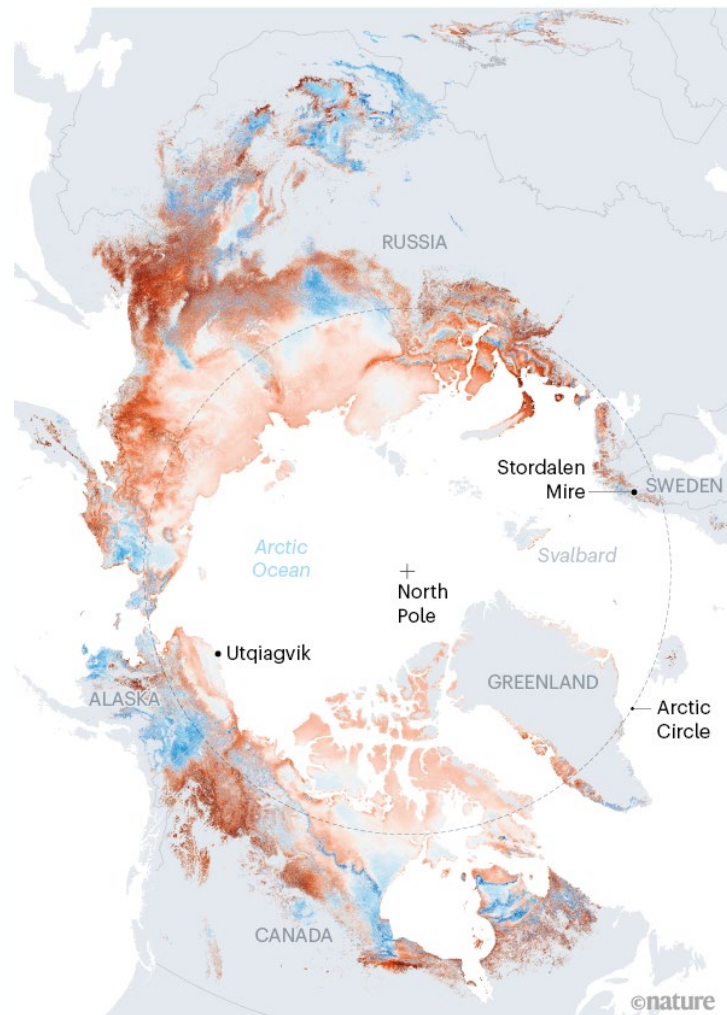 RUSSIA
Stordalen
Mire
SWEDEN
Arctic
Ocean
Svalbard
North
Pole
Utqiagvik
GREENLAND
ALASKA
Arctic
Circle
CANADA
©nature